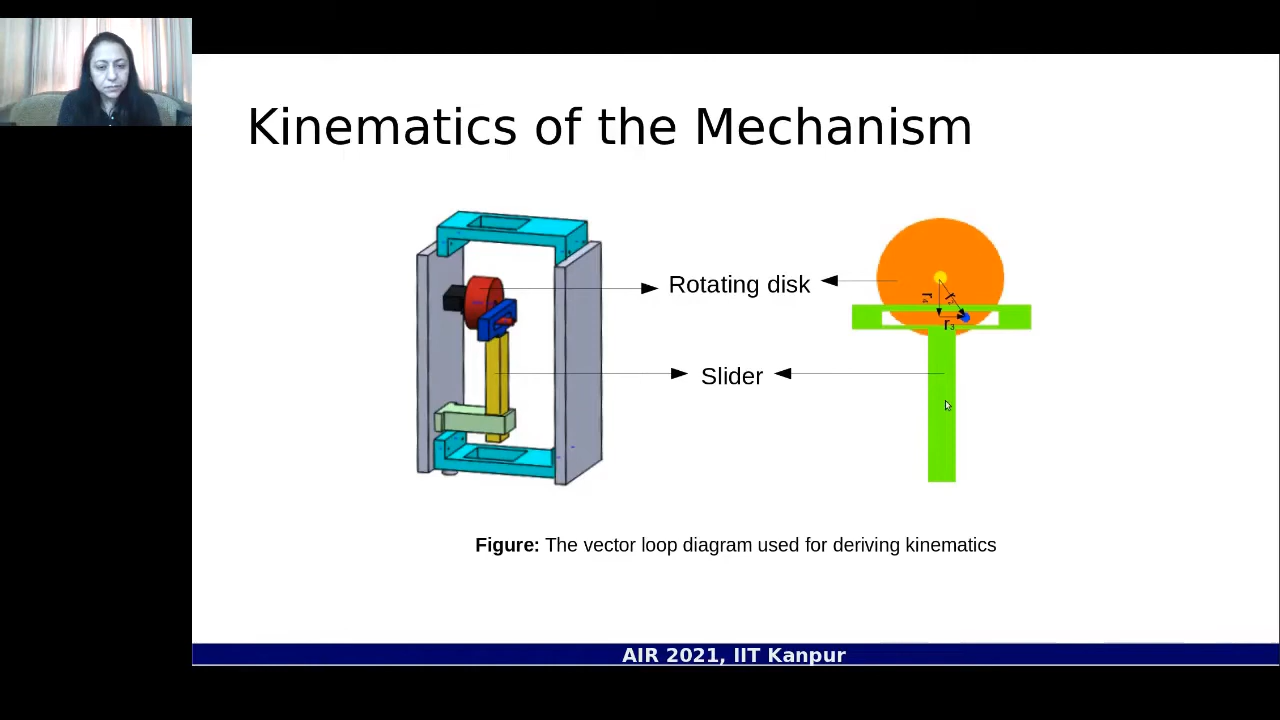 Kinematics of the Mechanism
Rotating disk
r₃
Slider
Figure: The vector loop diagram used for deriving kinematics
AIR 2021, IIT Kanpur